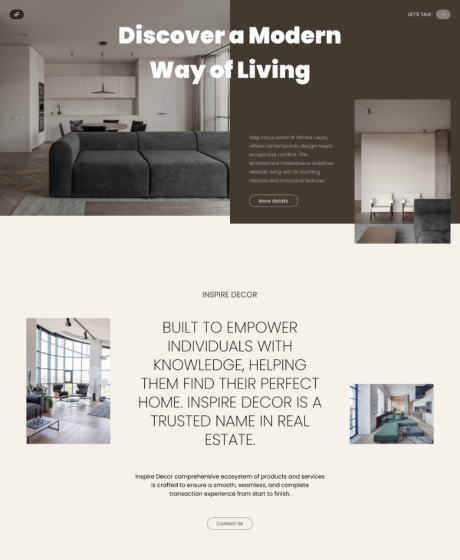 LET'S TALK
Discover a Modern
Way of Living
Step into a world of refined luxury,
where contemporary design meets
exceptional comfort. This
architectural masterpiece redefines
lakeside living with its stunning
interiors and innovative features.
More details
INSPIRE DECOR
BUILT TO EMPOWER
INDIVIDUALS WITH
KNOWLEDGE, HELPING
THEM FIND THEIR PERFECT
HOME. INSPIRE DECOR IS A
TRUSTED NAME IN REAL
ESTATE.
Inspire Decor comprehensive ecosystem of products and services
is crafted to ensure a smooth, seamless, and complete
transaction experience from start to finish.
Contact Us